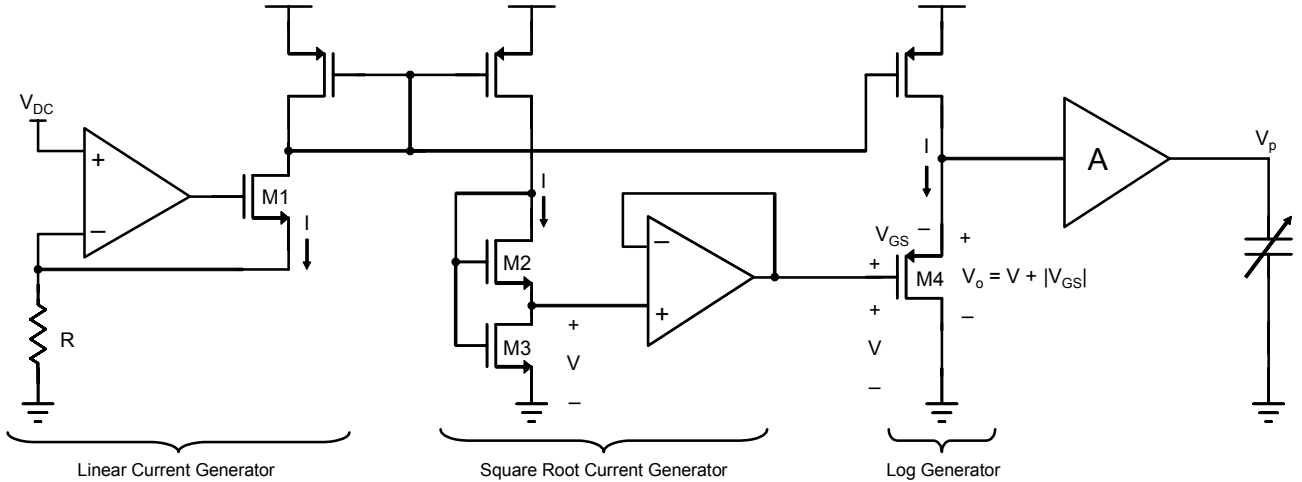 V_DC
+
−
M1
I
R
I
M2
M3
+
V
−
−
+
I
V_GS
−
+
M4
+
V
−
+
V_o = V + |V_GS|
−
A
V_p
Linear Current Generator
Square Root Current Generator
Log Generator